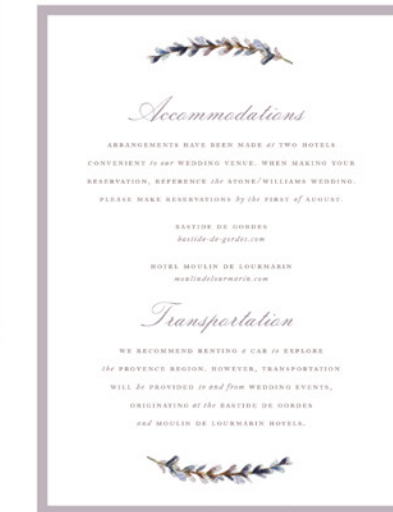 Accommodations
ARRANGEMENTS HAVE BEEN MADE at TWO HOTELS
CONVENIENT to our WEDDING VENUE. WHEN MAKING YOUR
RESERVATION, REFERENCE the STONE/WILLIAMS WEDDING.
PLEASE MAKE RESERVATIONS by the FIRST of AUGUST.
BASTIDE DE GORDES
bastide-de-gordes.com
HOTEL MOULIN DE LOURMARIN
moulindelourmarin.com
Transportation
WE RECOMMEND RENTING a CAR to EXPLORE
the PROVENCE REGION. HOWEVER, TRANSPORTATION
WILL be PROVIDED to and from WEDDING EVENTS,
ORIGINATING at the BASTIDE DE GORDES
and MOULIN DE LOURMARIN HOTELS.